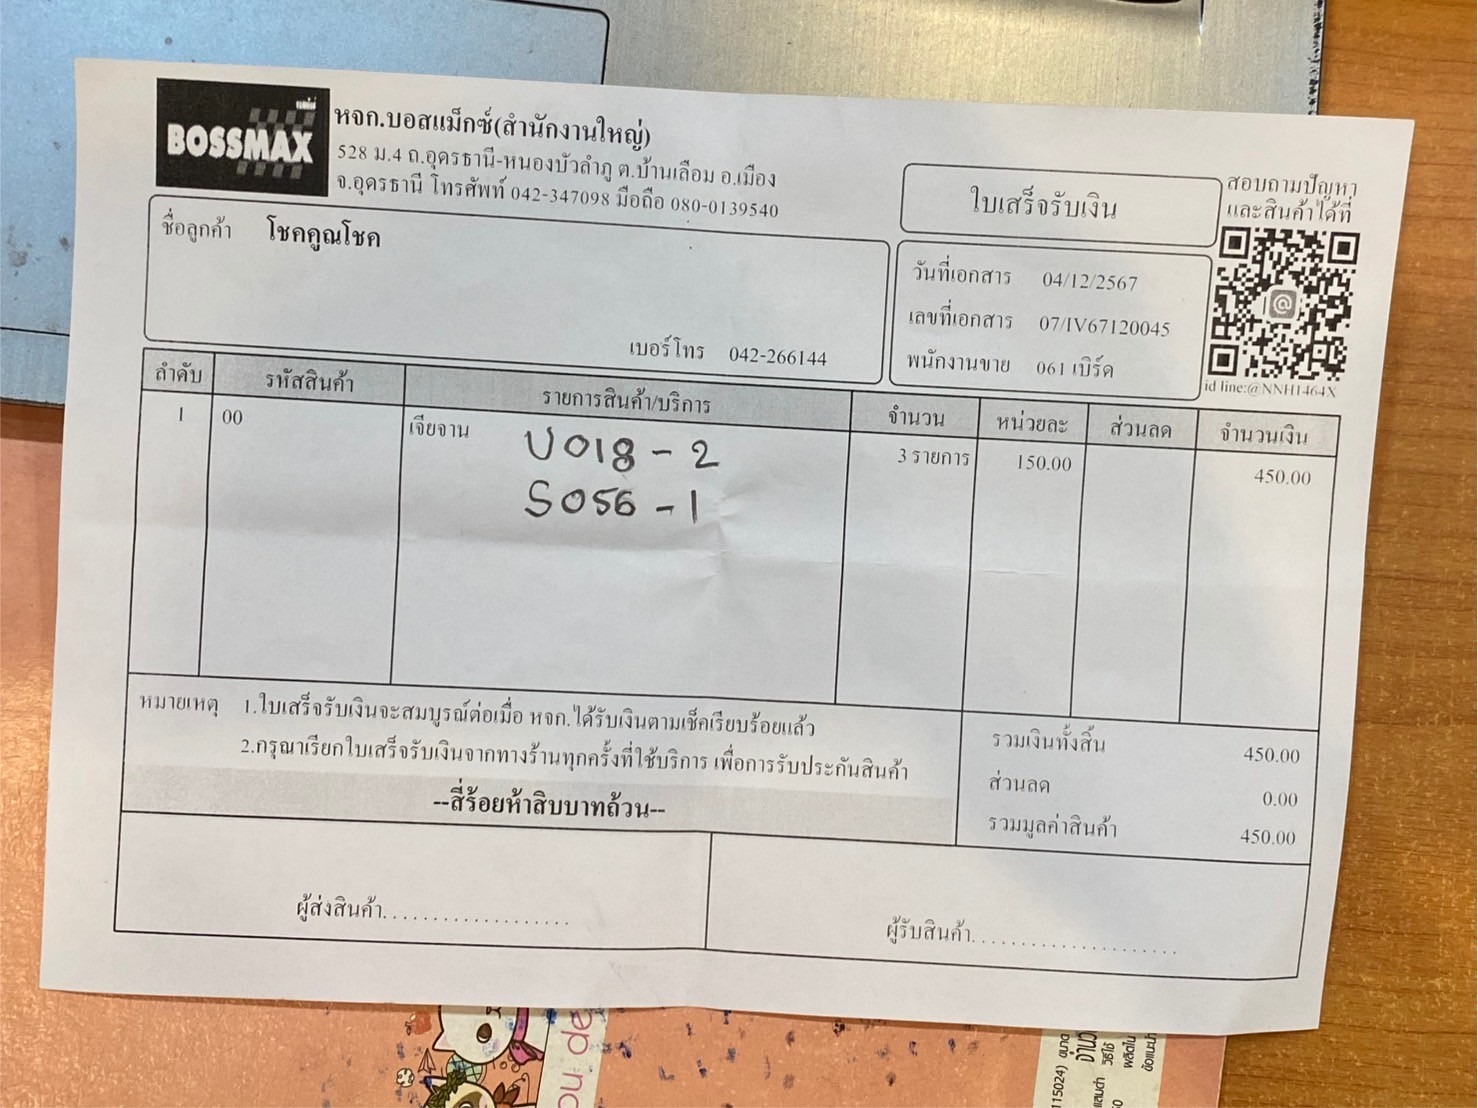 BOSSMAX
หจก.บอสแม็กซ์(สำนักงานใหญ่)
528 ม.4 ถ.อุดรธานี-หนองบัวลำภู ต.บ้านเลื่อม อ.เมือง
จ.อุดรธานี โทรศัพท์ 042-347098 มือถือ 080-0139540
ใบเสร็จรับเงิน
สอบถามปัญหา
และสินค้าได้ที่
id line:@NNH1464X
ชื่อลูกค้า โชคคูณโชค
เบอร์โทร 042-266144
วันที่เอกสาร 04/12/2567
เลขที่เอกสาร 07/IV67120045
พนักงานขาย 061 เบิร์ด
ลำดับ รหัสสินค้า รายการสินค้า/บริการ จำนวน หน่วยละ ส่วนลด จำนวนเงิน
1 00 เจียจาน 3 รายการ 150.00 450.00
U018 - 2
S056 - 1
หมายเหตุ 1.ใบเสร็จรับเงินจะสมบูรณ์ต่อเมื่อ หจก.ได้รับเงินตามเช็คเรียบร้อยแล้ว
2.กรุณาเรียกใบเสร็จรับเงินจากทางร้านทุกครั้งที่ใช้บริการ เพื่อการรับประกันสินค้า
--สี่ร้อยห้าสิบบาทถ้วน--
รวมเงินทั้งสิ้น 450.00
ส่วนลด 0.00
รวมมูลค่าสินค้า 450.00
ผู้ส่งสินค้า...................
ผู้รับสินค้า.....................
ou de
115024) ขนาด
วิธีใช้